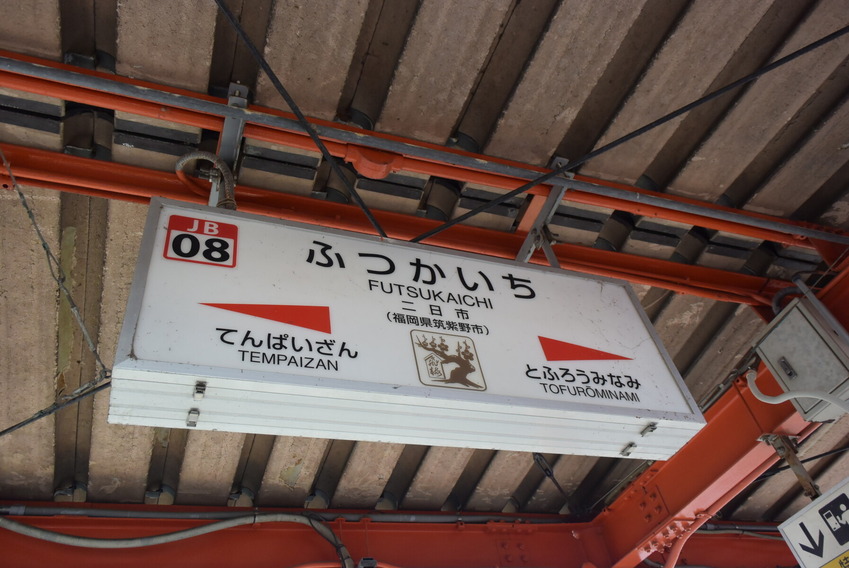 JB
08
ふつかいち
FUTSUKAICHI
二日市
(福岡県筑紫野市)
てんぱいざん
TEMPAIZAN
とふろうみなみ
TOFURŌMINAMI